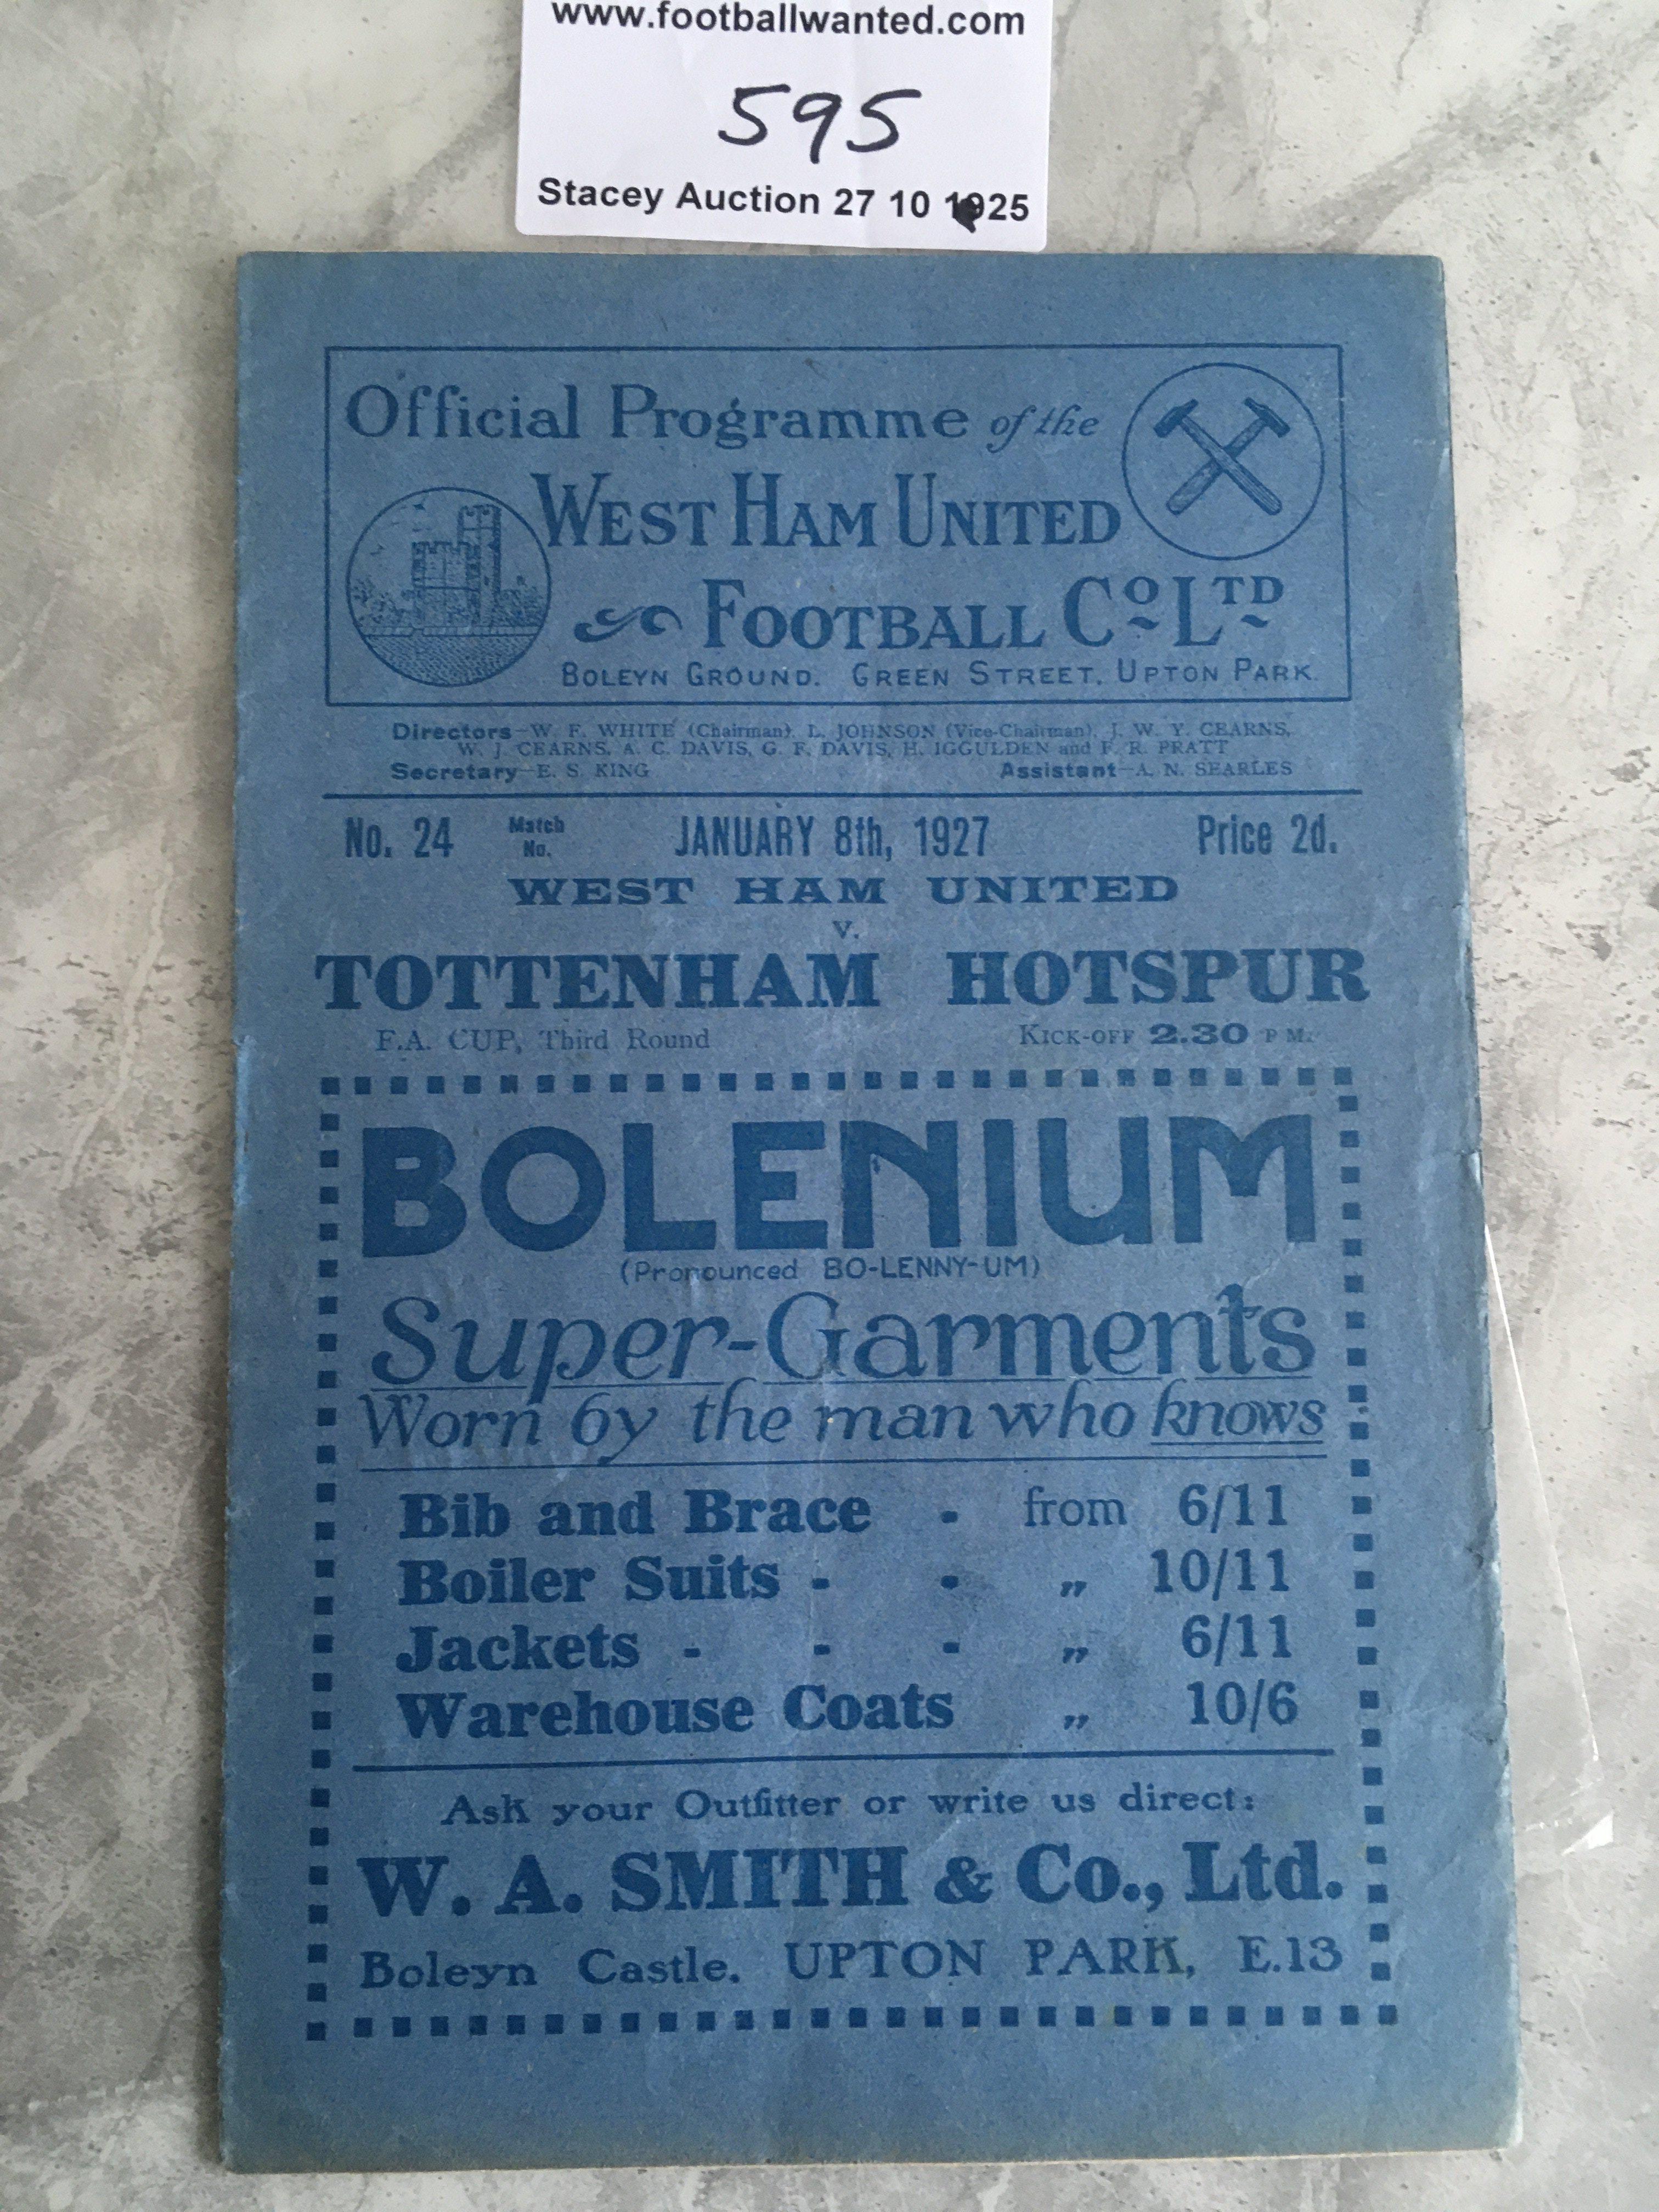 www.footballwanted.com
595
Stacey Auction 27 10 1925
Official Programme of the
WEST HAM UNITED
FOOTBALL Co LTD
BOLEYN GROUND. GREEN STREET, UPTON PARK.
Directors—W. F. WHITE (Chairman), L. JOHNSON (Vice-Chairman), J. W. Y. CEARNS,
W. J. CEARNS, A. C. DAVIS, G. F. DAVIS, H. IGGULDEN and F. R. PRATT
Secretary—E. S. KING Assistant—A. N. SEARLES
No. 24 Match No. JANUARY 8th, 1927 Price 2d.
WEST HAM UNITED
v.
TOTTENHAM HOTSPUR
F.A. CUP, Third Round KICK-OFF 2.30 P.M.
BOLENIUM
(Pronounced BO-LENNY-UM)
Super-Garments
Worn by the man who knows
Bib and Brace - from 6/11
Boiler Suits - - „ 10/11
Jackets - - - „ 6/11
Warehouse Coats „ 10/6
Ask your Outfitter or write us direct:
W. A. SMITH & Co., Ltd.
Boleyn Castle, UPTON PARK, E.13